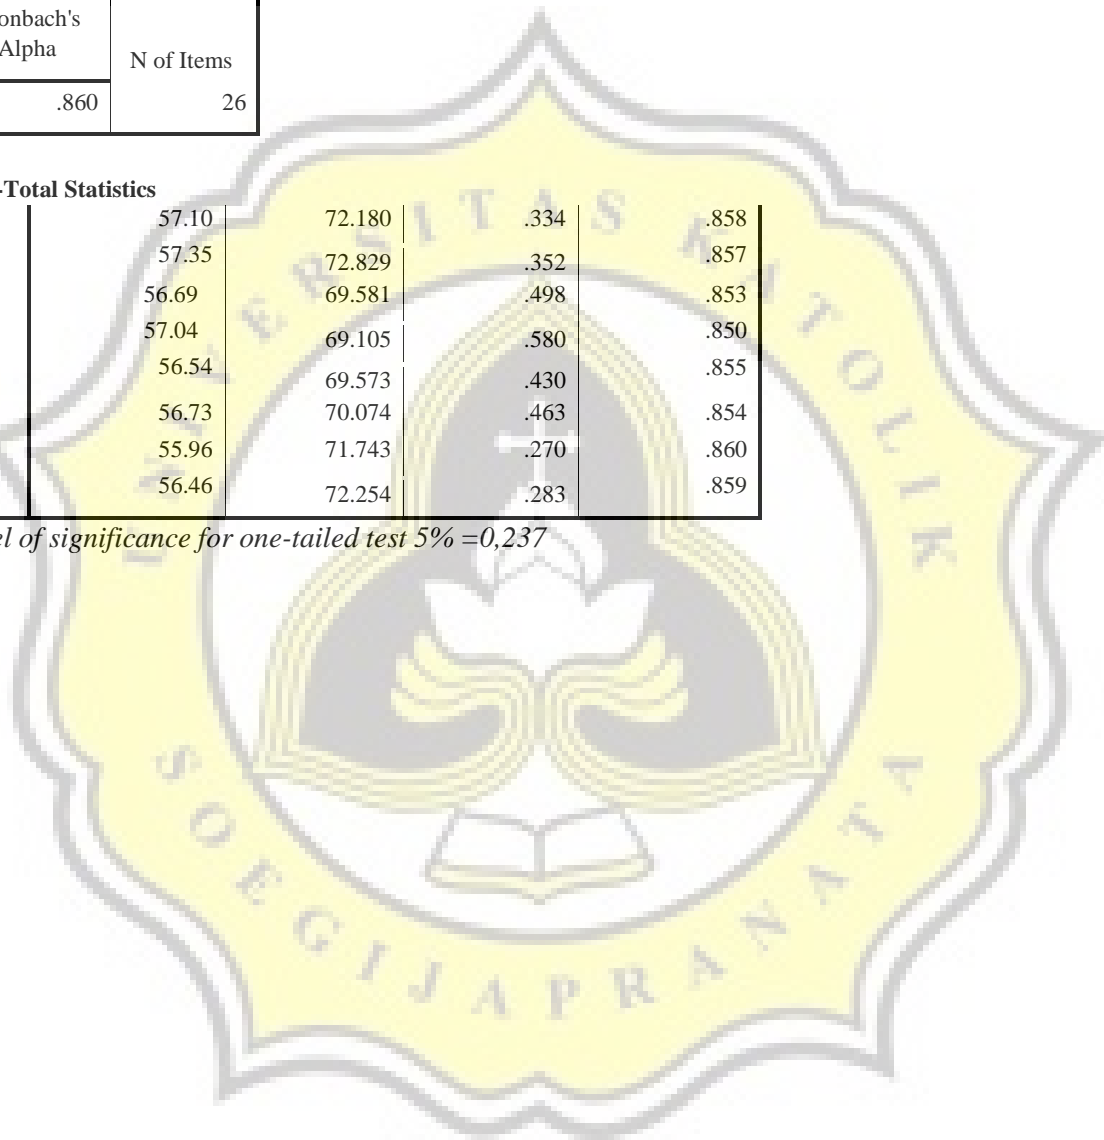 onbach's
Alpha N of Items
.860 26
-Total Statistics
57.10 72.180 .334 .858
57.35 72.829 .352 .857
56.69 69.581 .498 .853
57.04 69.105 .580 .850
56.54 69.573 .430 .855
56.73 70.074 .463 .854
55.96 71.743 .270 .860
56.46 72.254 .283 .859
el of significance for one-tailed test 5% =0,237
UNIVERSITAS KATOLIK
SOEGIJAPRANATA